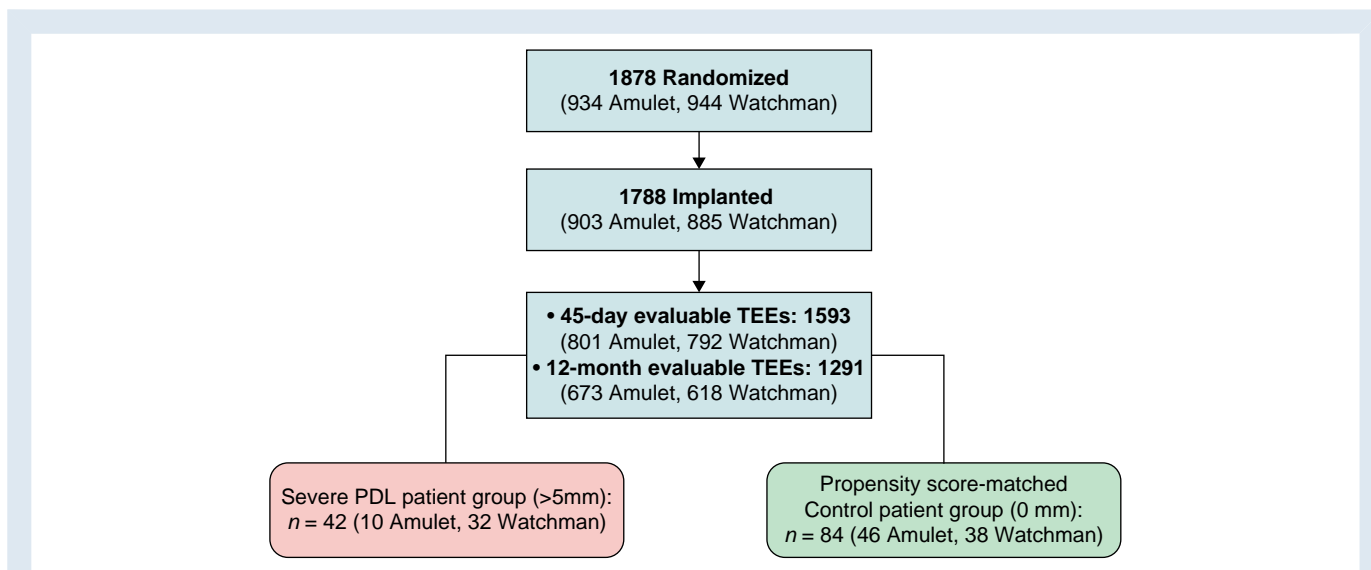 1878 Randomized
(934 Amulet, 944 Watchman)
1788 Implanted
(903 Amulet, 885 Watchman)
• 45-day evaluable TEEs: 1593
(801 Amulet, 792 Watchman)
• 12-month evaluable TEEs: 1291
(673 Amulet, 618 Watchman)
Severe PDL patient group (>5mm):
n = 42 (10 Amulet, 32 Watchman)
Propensity score-matched
Control patient group (0 mm):
n = 84 (46 Amulet, 38 Watchman)